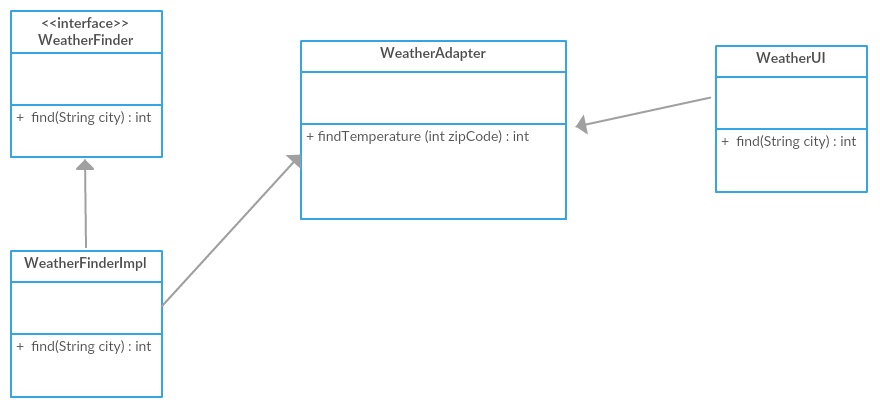 <<interface>>
WeatherFinder
+ find(String city) : int
WeatherAdapter
+ findTemperature (int zipCode) : int
WeatherUI
+ find(String city) : int
WeatherFinderImpl
+ find(String city) : int